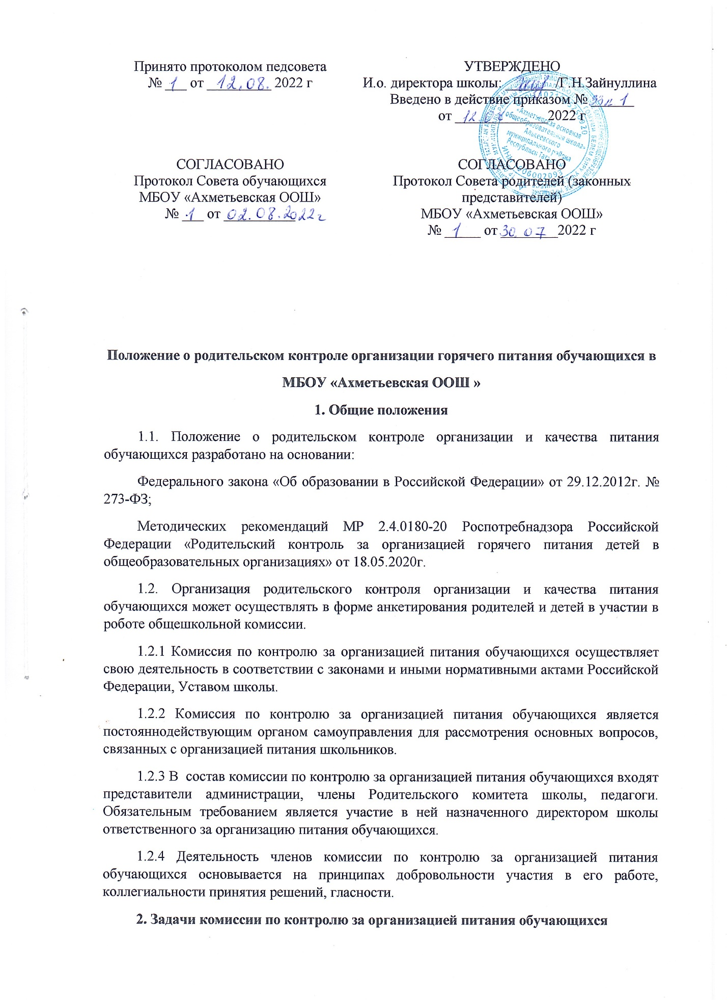 Принято протоколом педсовета
№ 1 от 12.08. 2022 г
УТВЕРЖДЕНО
И.о. директора школы: ________/Г.Н.Зайнуллина
Введено в действие приказом №
от 12. 2022 г
«Ахметьевская основная
общеобразовательная школа»
Алькеевского
муниципального района
Республики
СОГЛАСОВАНО
Протокол Совета обучающихся
МБОУ «Ахметьевская ООШ»
№ 1 от 02.08.2022г
СОГЛАСОВАНО
Протокол Совета родителей (законных
представителей)
МБОУ «Ахметьевская ООШ»
№ 1 от 30.07 2022 г
Положение о родительском контроле организации горячего питания обучающихся в
МБОУ «Ахметьевская ООШ »
1. Общие положения
1.1. Положение о родительском контроле организации и качества питания
обучающихся разработано на основании:
Федерального закона «Об образовании в Российской Федерации» от 29.12.2012г. №
273-ФЗ;
Методических рекомендаций МР 2.4.0180-20 Роспотребнадзора Российской
Федерации «Родительский контроль за организацией горячего питания детей в
общеобразовательных организациях» от 18.05.2020г.
1.2. Организация родительского контроля организации и качества питания
обучающихся может осуществлять в форме анкетирования родителей и детей в участии в
роботе общешкольной комиссии.
1.2.1 Комиссия по контролю за организацией питания обучающихся осуществляет
свою деятельность в соответствии с законами и иными нормативными актами Российской
Федерации, Уставом школы.
1.2.2 Комиссия по контролю за организацией питания обучающихся является
постояннодействующим органом самоуправления для рассмотрения основных вопросов,
связанных с организацией питания школьников.
1.2.3 В состав комиссии по контролю за организацией питания обучающихся входят
представители администрации, члены Родительского комитета школы, педагоги.
Обязательным требованием является участие в ней назначенного директором школы
ответственного за организацию питания обучающихся.
1.2.4 Деятельность членов комиссии по контролю за организацией питания
обучающихся основывается на принципах добровольности участия в его работе,
коллегиальности принятия решений, гласности.
2. Задачи комиссии по контролю за организацией питания обучающихся